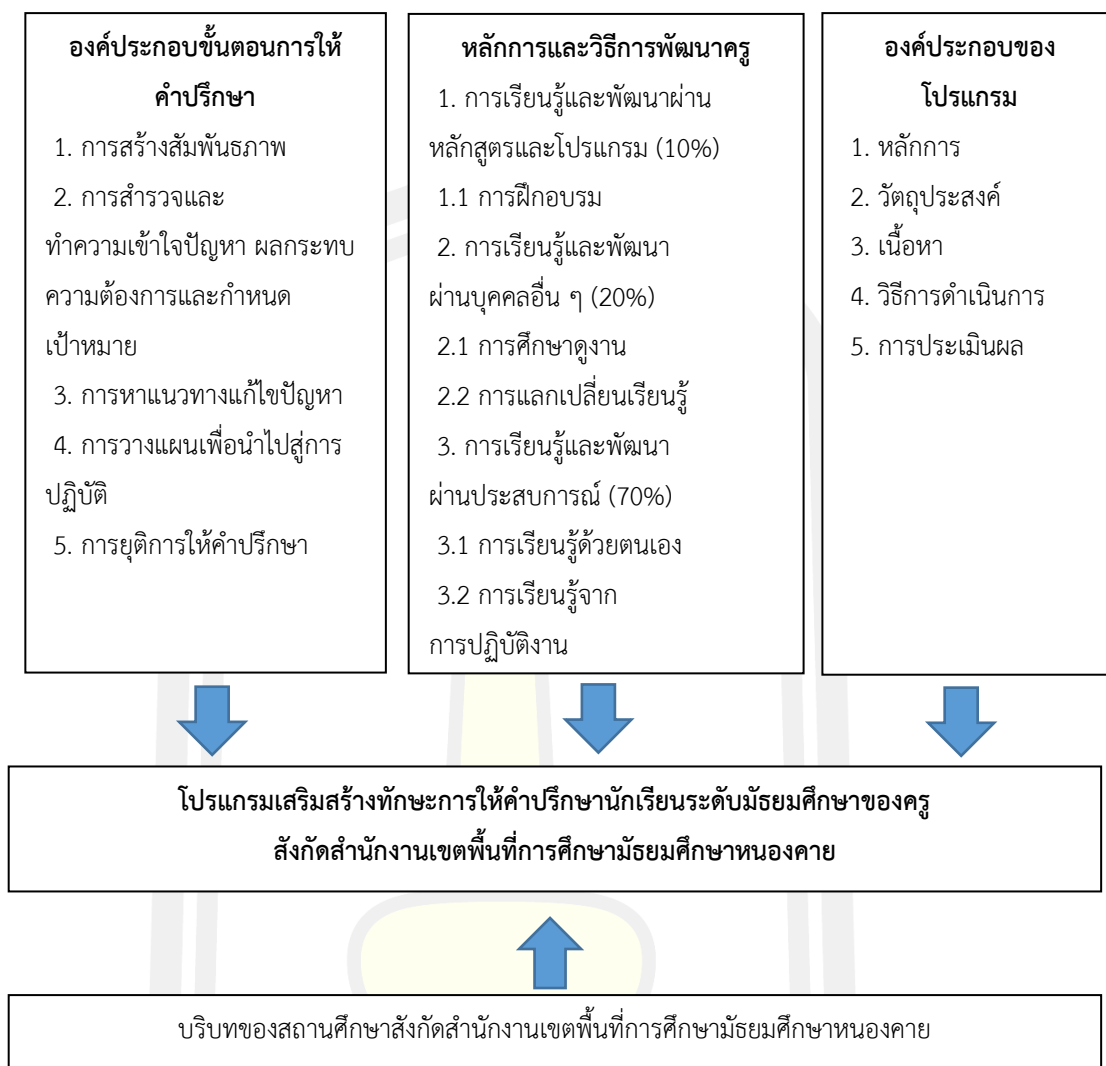 องค์ประกอบขั้นตอนการให้
คำปรึกษา
1. การสร้างสัมพันธภาพ
2. การสำรวจและ
ทำความเข้าใจปัญหา ผลกระทบ
ความต้องการและกำหนด
เป้าหมาย
3. การหาแนวทางแก้ไขปัญหา
4. การวางแผนเพื่อนำไปสู่การ
ปฏิบัติ
5. การยุติการให้คำปรึกษา
หลักการและวิธีการพัฒนาครู
1. การเรียนรู้และพัฒนาผ่าน
หลักสูตรและโปรแกรม (10%)
1.1 การฝึกอบรม
2. การเรียนรู้และพัฒนา
ผ่านบุคคลอื่น ๆ (20%)
2.1 การศึกษาดูงาน
2.2 การแลกเปลี่ยนเรียนรู้
3. การเรียนรู้และพัฒนา
ผ่านประสบการณ์ (70%)
3.1 การเรียนรู้ด้วยตนเอง
3.2 การเรียนรู้จาก
การปฏิบัติงาน
องค์ประกอบของ
โปรแกรม
1. หลักการ
2. วัตถุประสงค์
3. เนื้อหา
4. วิธีการดำเนินการ
5. การประเมินผล
โปรแกรมเสริมสร้างทักษะการให้คำปรึกษานักเรียนระดับมัธยมศึกษาของครู
สังกัดสำนักงานเขตพื้นที่การศึกษามัธยมศึกษาหนองคาย
บริบทของสถานศึกษาสังกัดสำนักงานเขตพื้นที่การศึกษามัธยมศึกษาหนองคาย